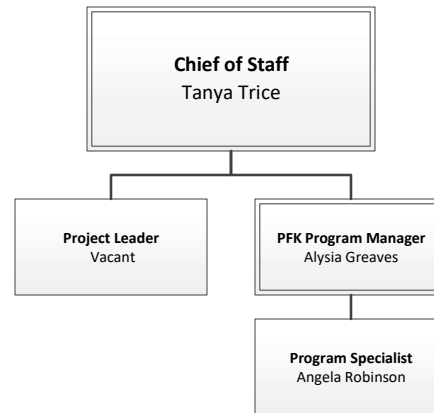 Chief of Staff
Tanya Trice
Project Leader
Vacant
PFK Program Manager
Alysia Greaves
Program Specialist
Angela Robinson